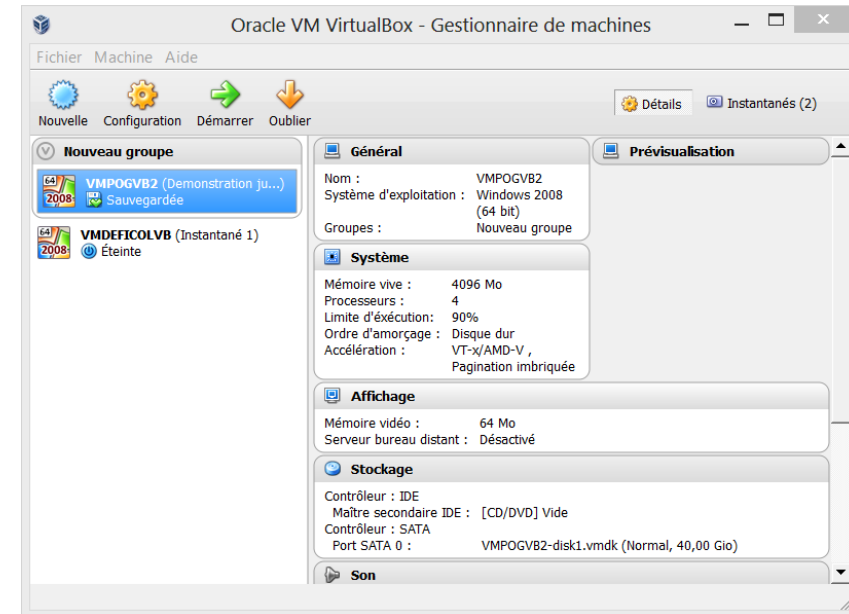 Oracle VM VirtualBox - Gestionnaire de machines
Fichier Machine Aide
Nouvelle Configuration Démarrer Oublier
Détails Instantanés (2)
Nouveau groupe
64
2008
VMPOGVB2 (Demonstration ju...)
Sauvegardée
64
2008
VMDEFICOLVB (Instantané 1)
Éteinte
Général
Nom : VMPOGVB2
Système d'exploitation : Windows 2008
(64 bit)
Groupes : Nouveau groupe
Prévisualisation
Système
Mémoire vive : 4096 Mo
Processeurs : 4
Limite d'éxécution: 90%
Ordre d'amorçage : Disque dur
Accélération : VT-x/AMD-V ,
Pagination imbriquée
Affichage
Mémoire vidéo : 64 Mo
Serveur bureau distant : Désactivé
Stockage
Contrôleur : IDE
Maître secondaire IDE : [CD/DVD] Vide
Contrôleur : SATA
Port SATA 0 : VMPOGVB2-disk1.vmdk (Normal, 40,00 Gio)
Son